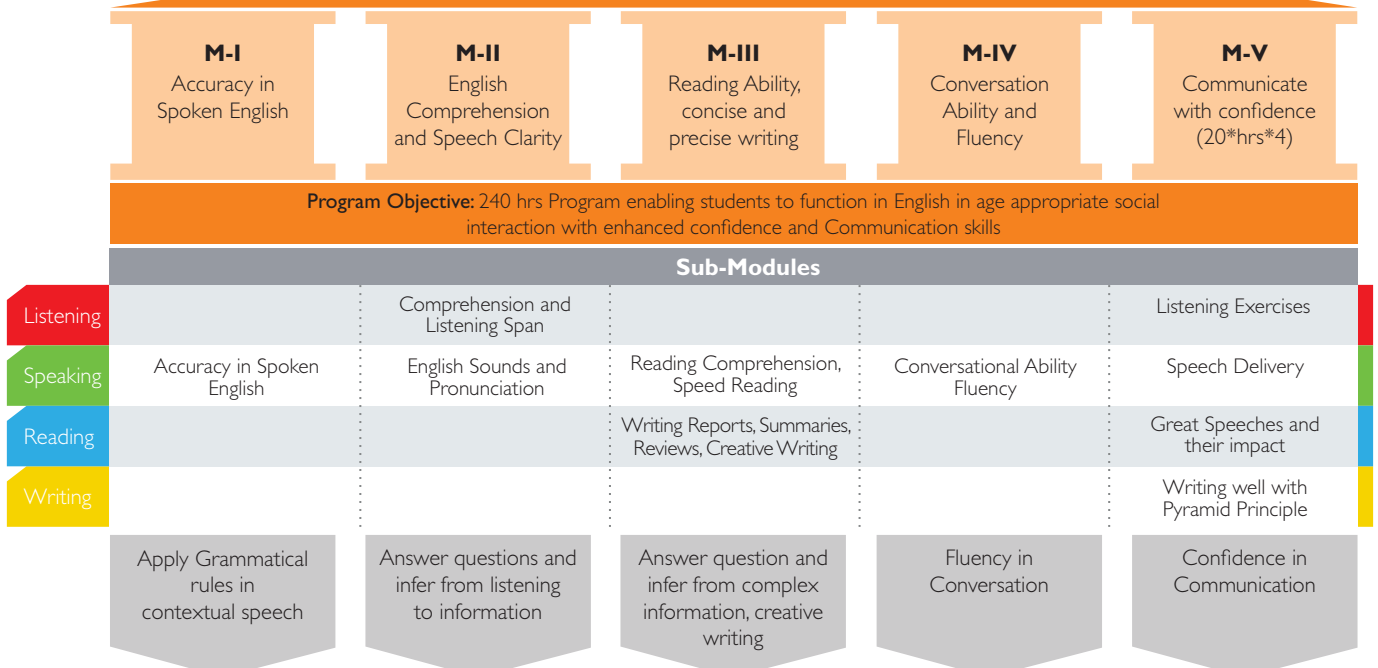 M-I
Accuracy in
Spoken English
M-II
English
Comprehension
and Speech Clarity
M-III
Reading Ability,
concise and
precise writing
M-IV
Conversation
Ability and
Fluency
M-V
Communicate
with confidence
(20*hrs*4)
Program Objective: 240 hrs Program enabling students to function in English in age appropriate social
interaction with enhanced confidence and Communication skills
Sub-Modules
Listening
Comprehension and
Listening Span
Listening Exercises
Speaking
Accuracy in Spoken
English
English Sounds and
Pronunciation
Reading Comprehension,
Speed Reading
Conversational Ability
Fluency
Speech Delivery
Reading
Writing Reports, Summaries,
Reviews, Creative Writing
Great Speeches and
their impact
Writing
Writing well with
Pyramid Principle
Apply Grammatical
rules in
contextual speech
Answer questions and
infer from listening
to information
Answer question and
infer from complex
information, creative
writing
Fluency in
Conversation
Confidence in
Communication